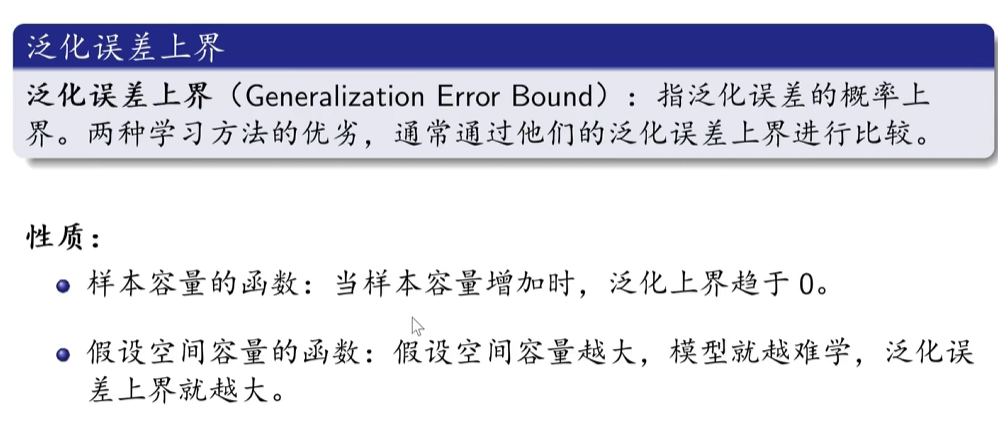 泛化误差上界
泛化误差上界（Generalization Error Bound）：指泛化误差的概率上
界。两种学习方法的优劣，通常通过他们的泛化误差上界进行比较。
性质：
样本容量的函数：当样本容量增加时，泛化上界趋于 0。
假设空间容量的函数：假设空间容量越大，模型就越难学，泛化误
差上界就越大。